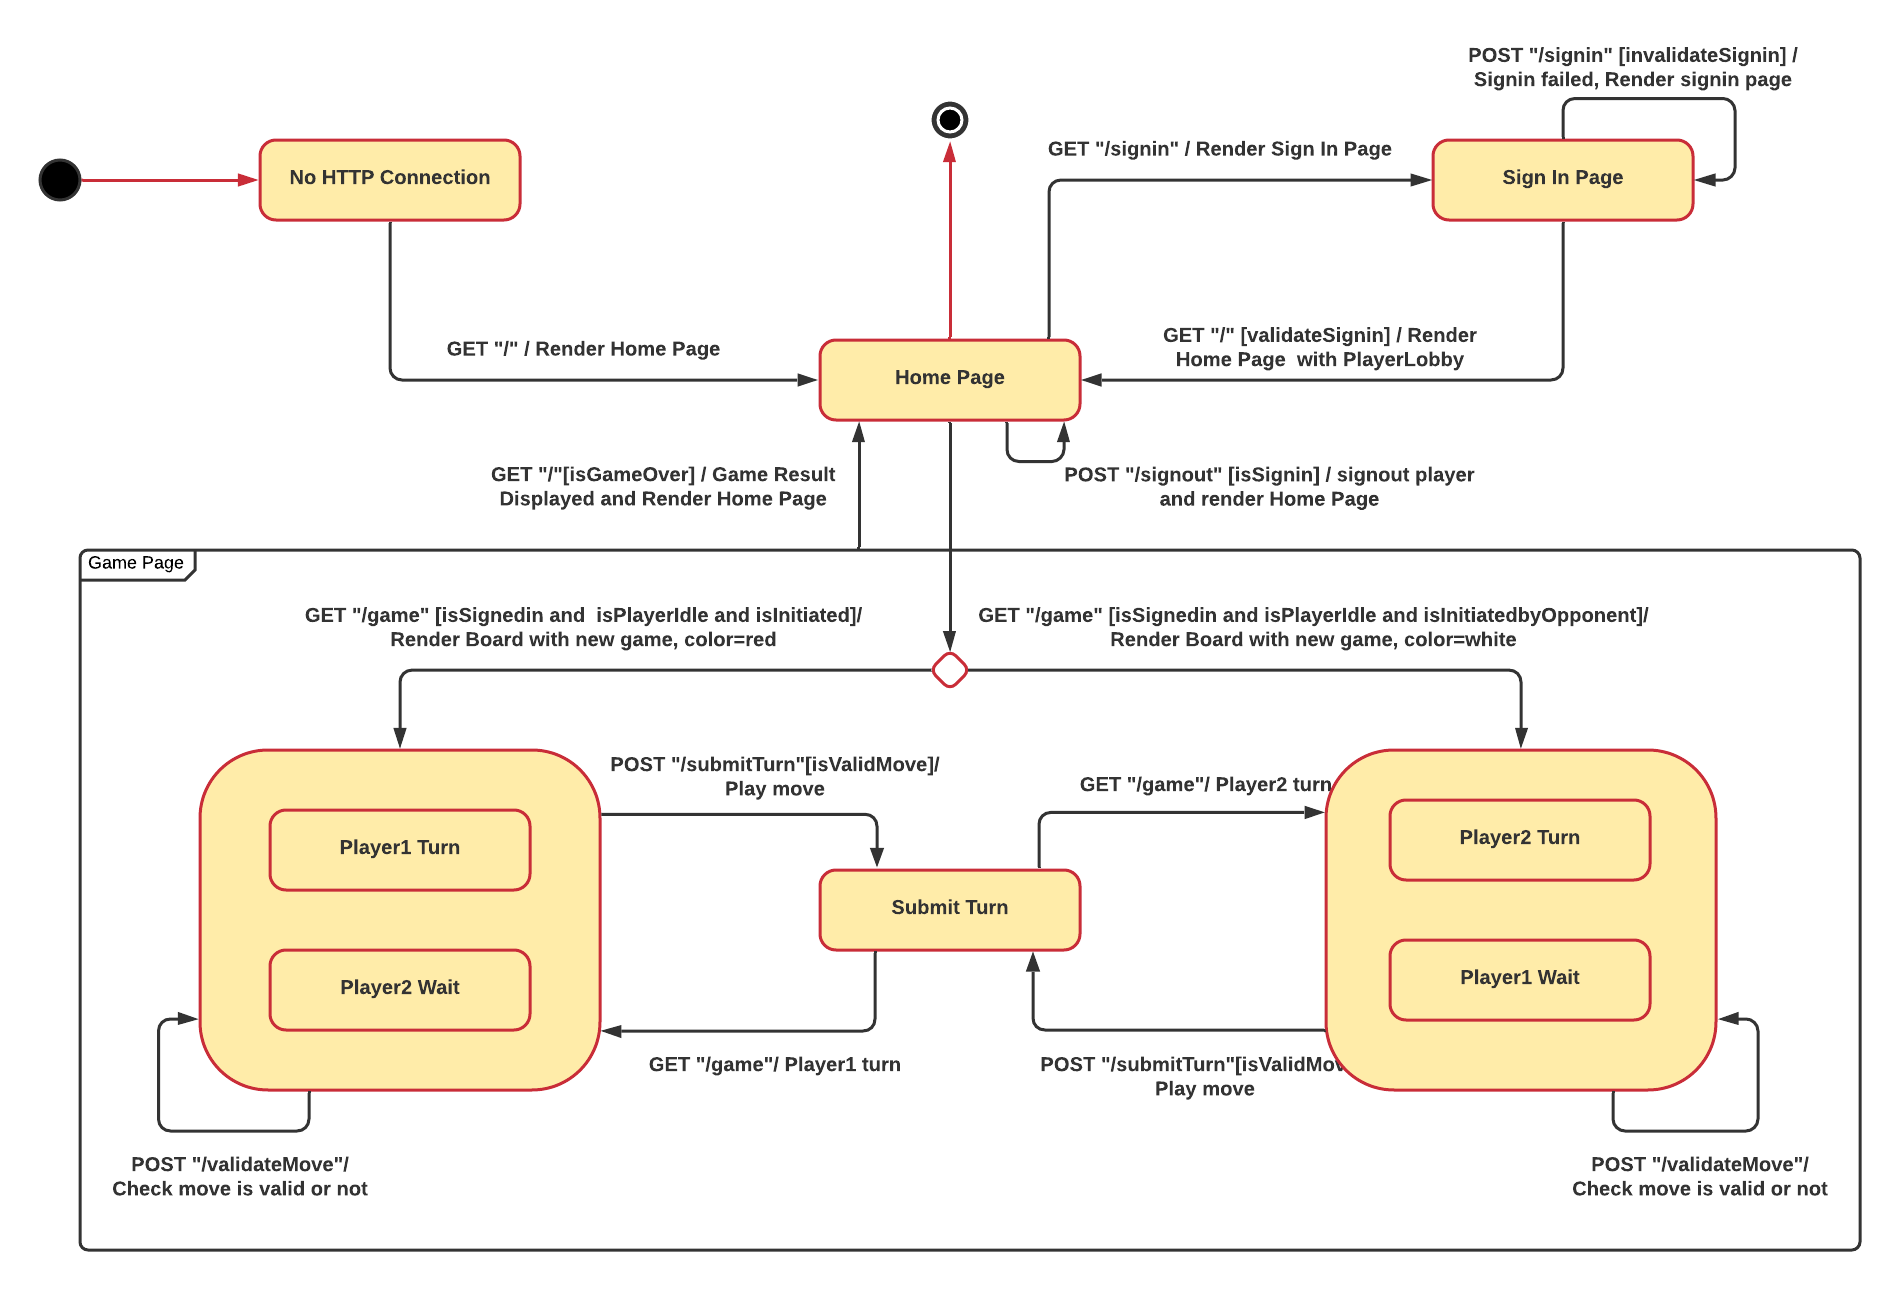 POST "/signin" [invalidateSignin] /
Signin failed, Render signin page
No HTTP Connection
GET "/signin" / Render Sign In Page
Sign In Page
GET "/" / Render Home Page
Home Page
GET "/" [validateSignin] / Render
Home Page  with PlayerLobby
GET "/"[isGameOver] / Game Result
Displayed and Render Home Page
POST "/signout" [isSignin] / signout player
and render Home Page
Game Page
GET "/game" [isSignedin and  isPlayerIdle and isInitiated]/
Render Board with new game, color=red
GET "/game" [isSignedin and isPlayerIdle and isInitiatedbyOpponent]/
Render Board with new game, color=white
POST "/submitTurn"[isValidMove]/
Play move
GET "/game"/ Player2 turn
Player1 Turn
Player2 Turn
Submit Turn
Player2 Wait
Player1 Wait
GET "/game"/ Player1 turn
POST "/submitTurn"[isValidMov
Play move
POST "/validateMove"/
Check move is valid or not
POST "/validateMove"/
Check move is valid or not